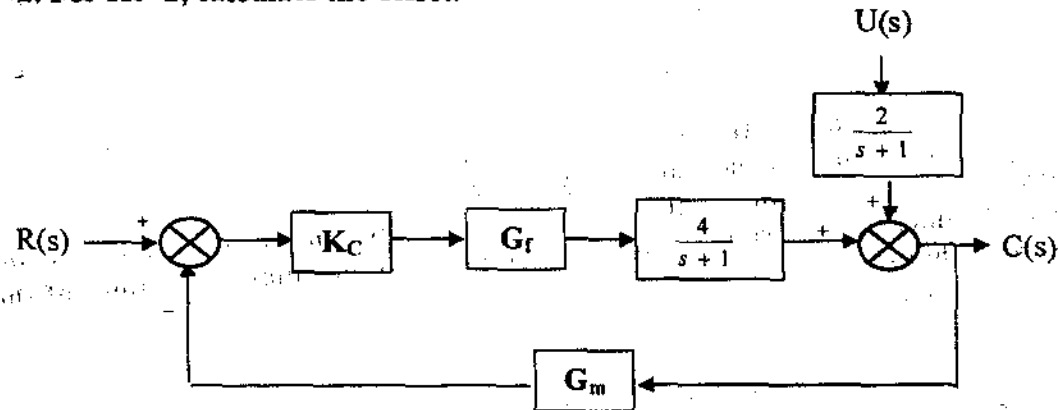 U(s)
2
s + 1
+
+
R(s)
K_C
G_f
4
s + 1
+
C(s)
−
G_m